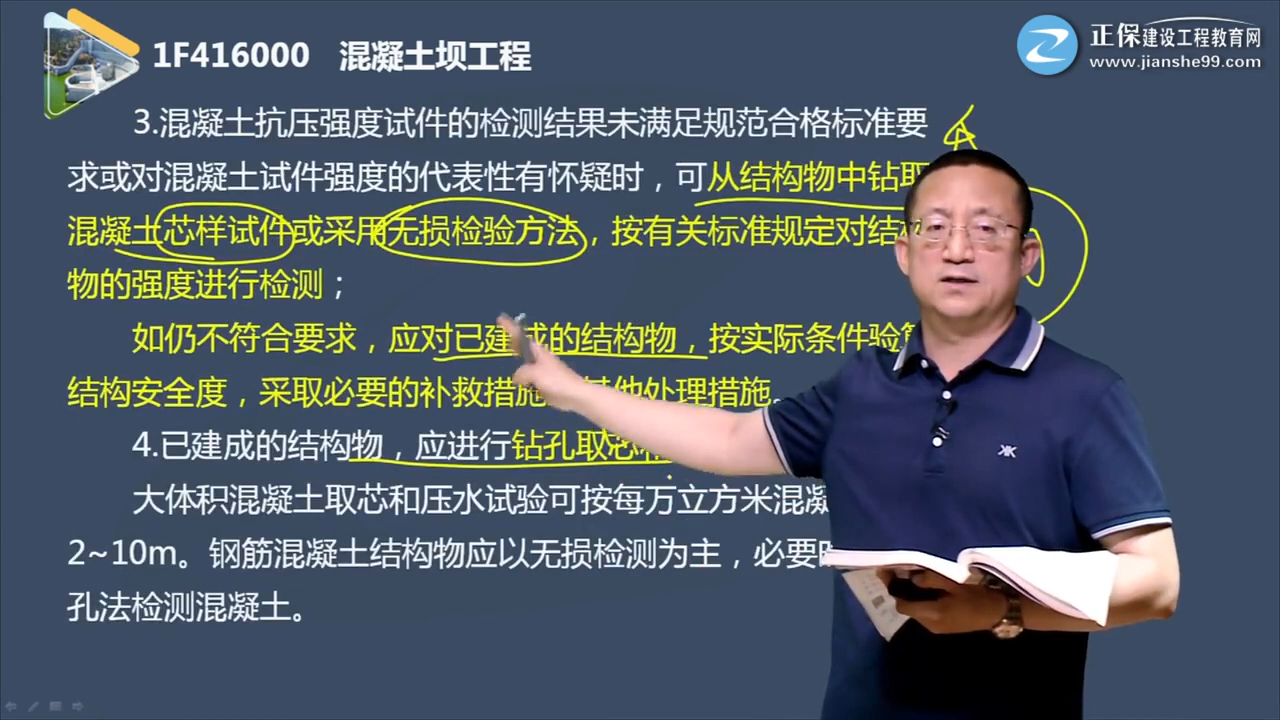 1F416000 混凝土坝工程
正保建设工程教育网
www.jianshe99.com
3.混凝土抗压强度试件的检测结果未满足规范合格标准要
求或对混凝土试件强度的代表性有怀疑时，可从结构物中钻取
混凝土芯样试件或采用无损检验方法，按有关标准规定对结
物的强度进行检测；
如仍不符合要求，应对已建成的结构物，按实际条件验
结构安全度，采取必要的补救措施其他处理措施。
4.已建成的结构物，应进行钻孔取芯
大体积混凝土取芯和压水试验可按每万立方米混凝
2~10m。钢筋混凝土结构物应以无损检测为主，必要
孔法检测混凝土。